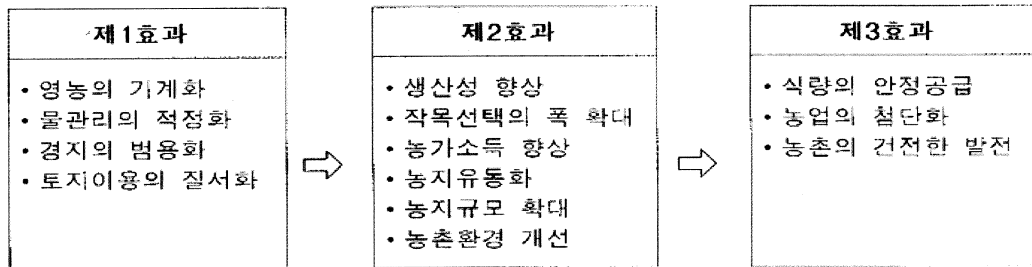 제1효과
• 영농의 기계화
• 물관리의 적정화
• 경지의 범용화
• 토지이용의 질서화
제2효과
• 생산성 향상
• 작목선택의 폭 확대
• 농가소득 향상
• 농지유동화
• 농지규모 확대
• 농촌환경 개선
제3효과
• 식량의 안정공급
• 농업의 첨단화
• 농촌의 건전한 발전